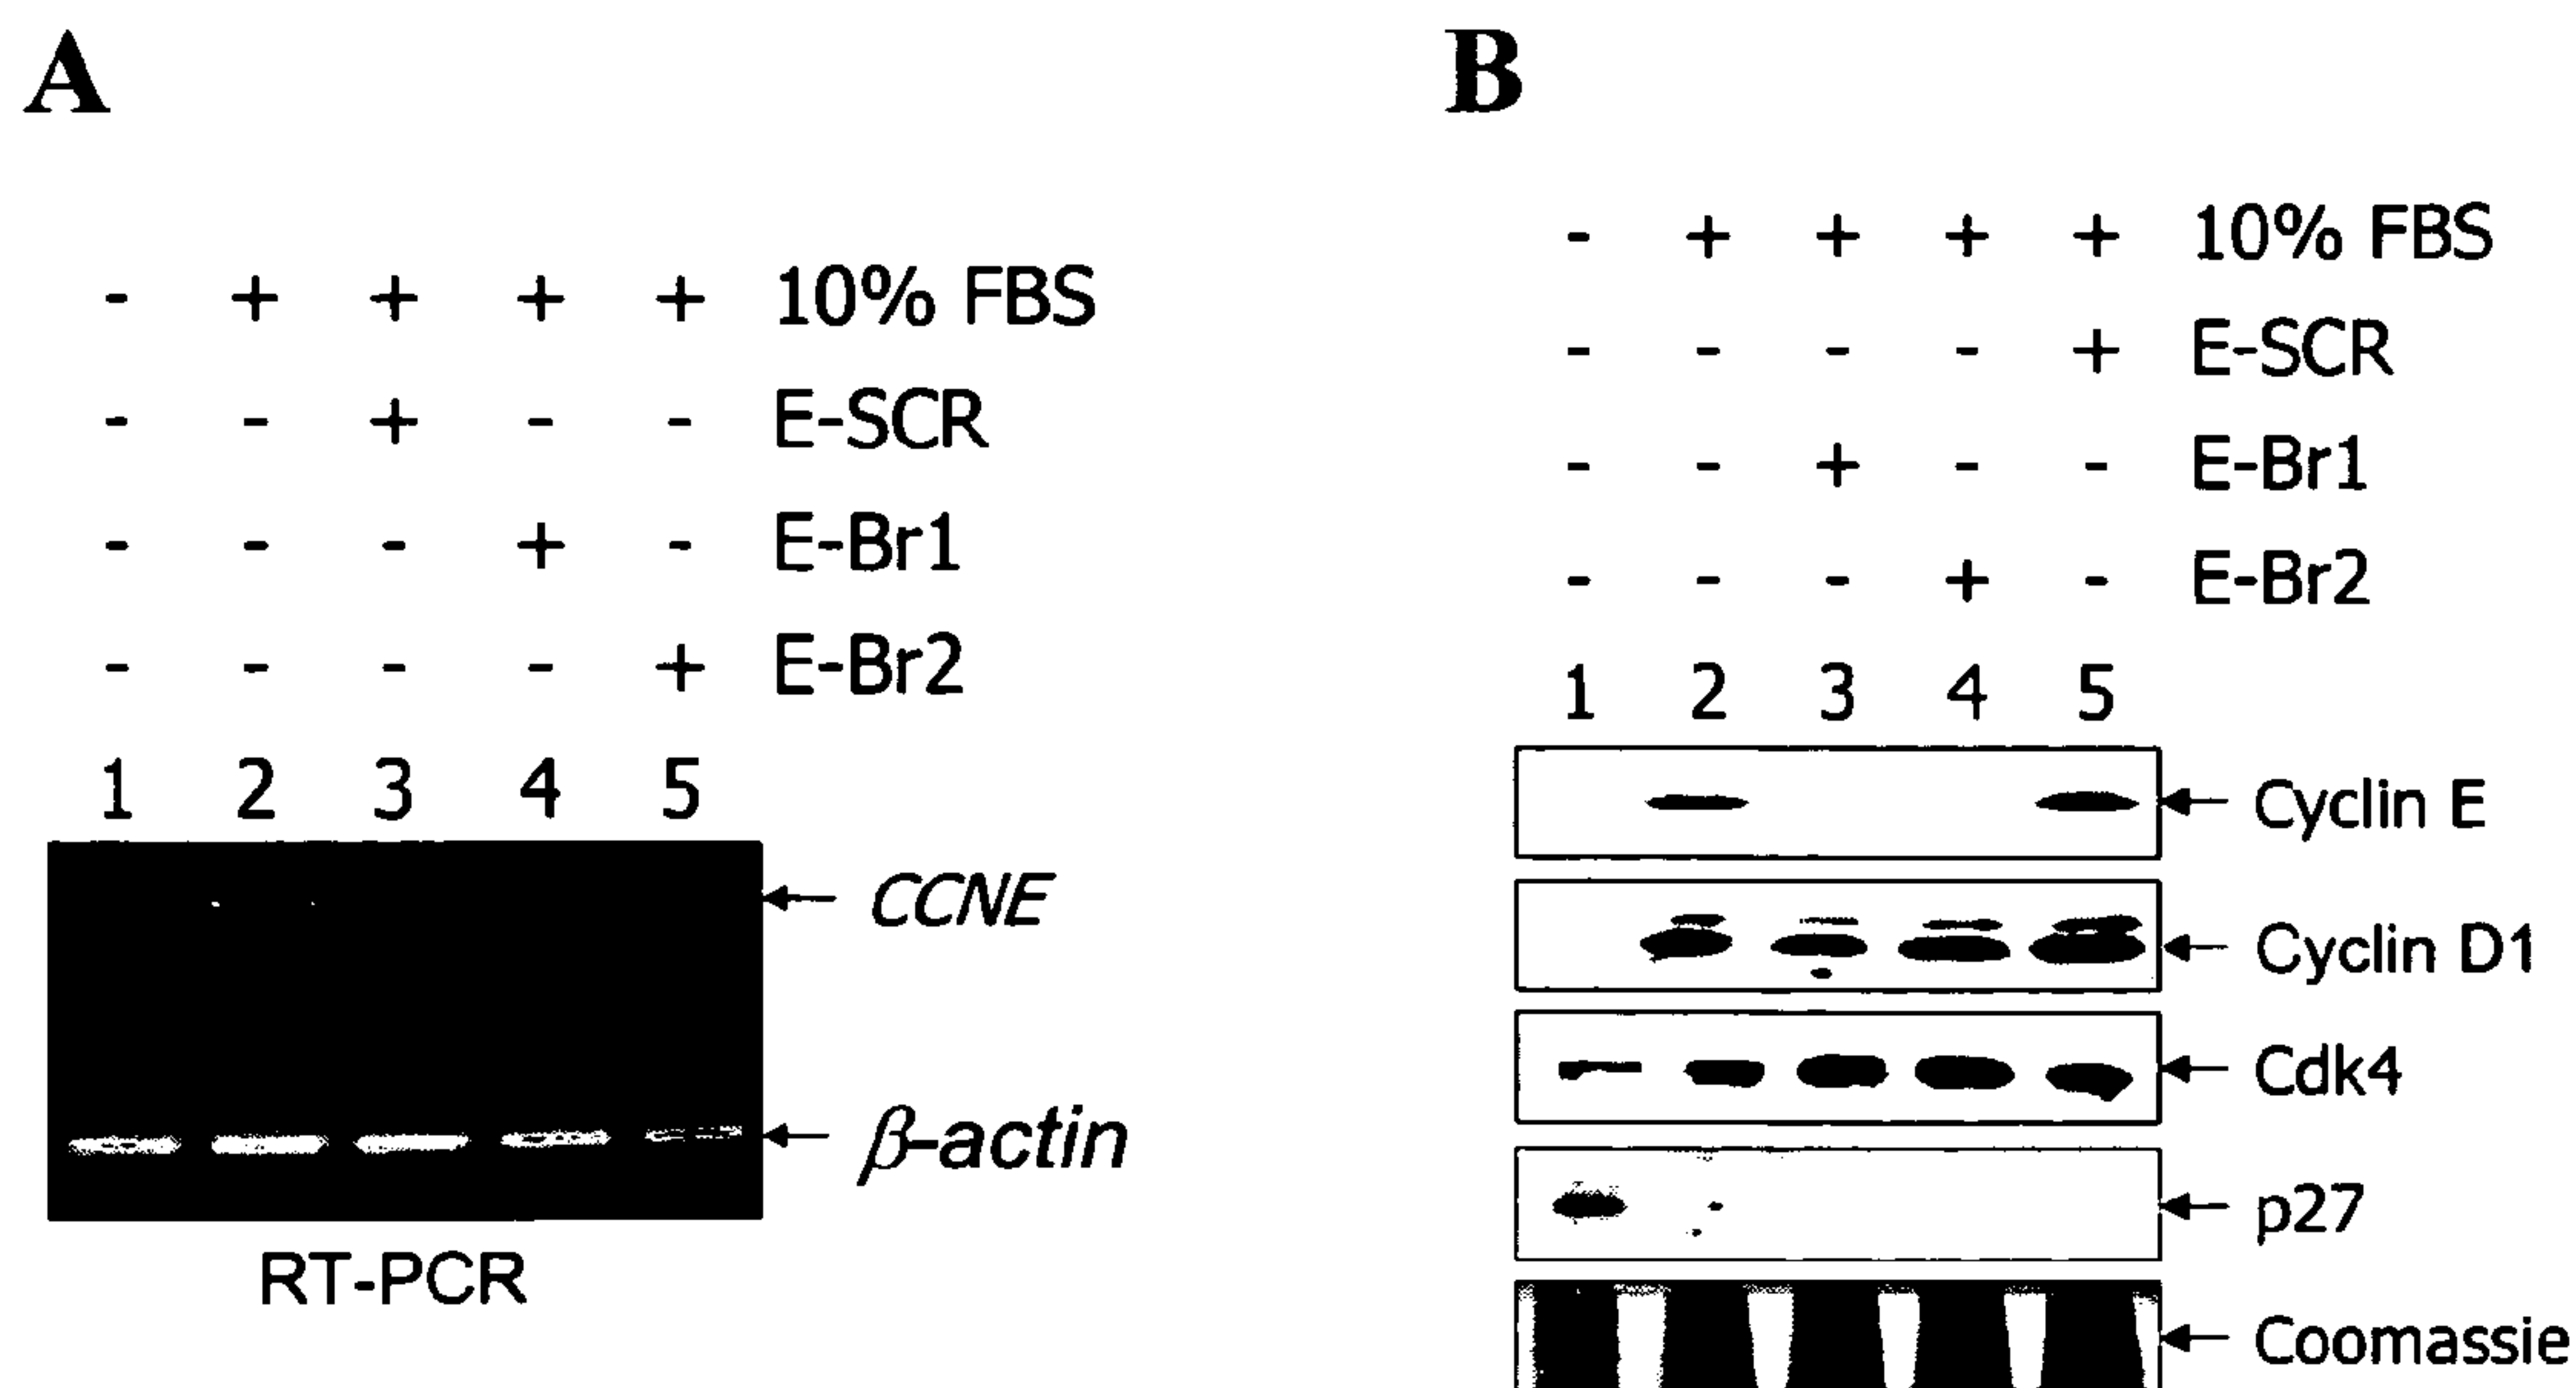 A
- + + + + 10% FBS
- - + - - E-SCR
- - - + - E-Br1
- - - - + E-Br2
1 2 3 4 5
CCNE
β-actin
RT-PCR
B
- + + + + 10% FBS
- - - - + E-SCR
- - + - - E-Br1
- - - + - E-Br2
1 2 3 4 5
Cyclin E
Cyclin D1
Cdk4
p27
Coomassie